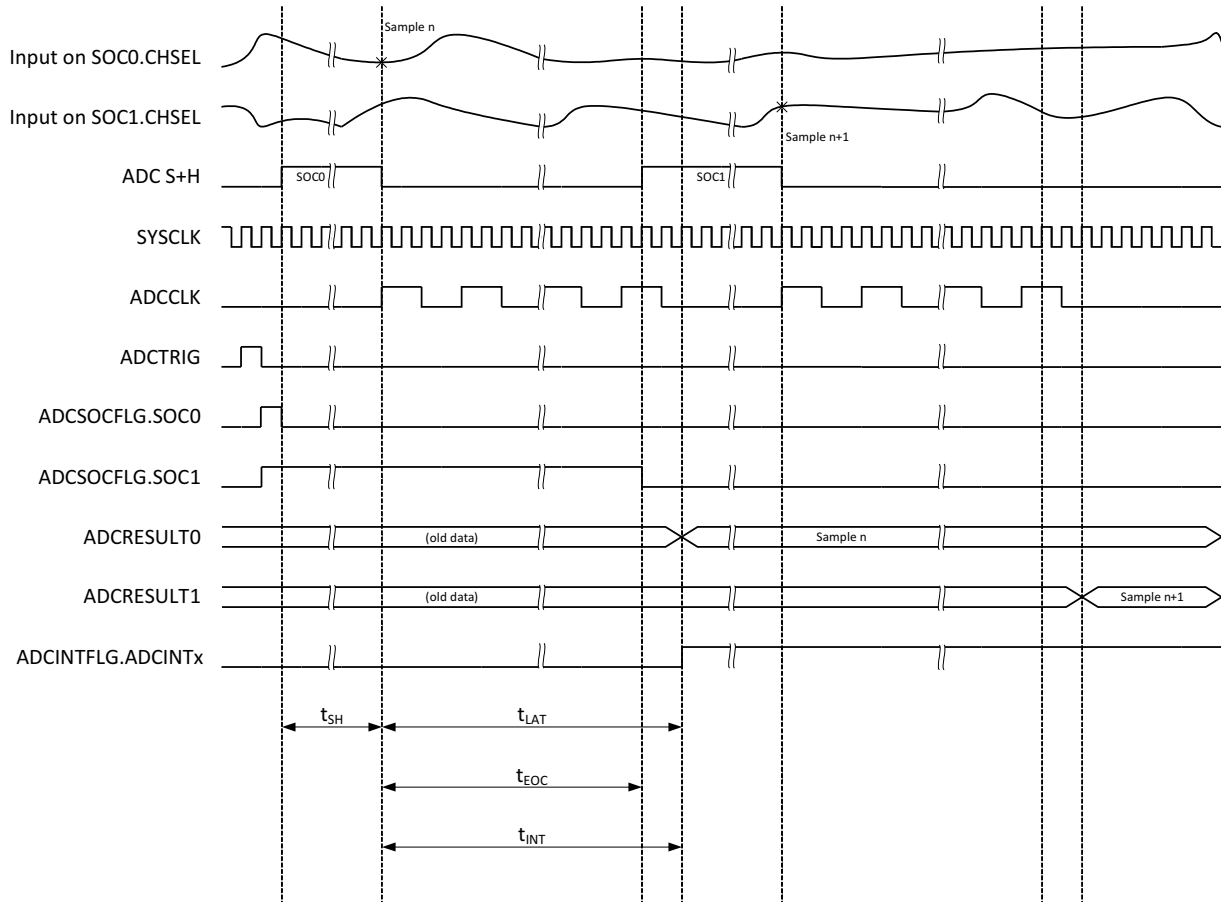 Sample n
Input on SOC0.CHSEL
Input on SOC1.CHSEL
Sample n+1
ADC S+H
SOC0
SOC1
SYSCLK
ADCCLK
ADCTRIG
ADCSOCFLG.SOC0
ADCSOCFLG.SOC1
ADCRESULT0
(old data)
Sample n
ADCRESULT1
(old data)
Sample n+1
ADCINTFLG.ADCINTx
tSH
tLAT
tEOC
tINT